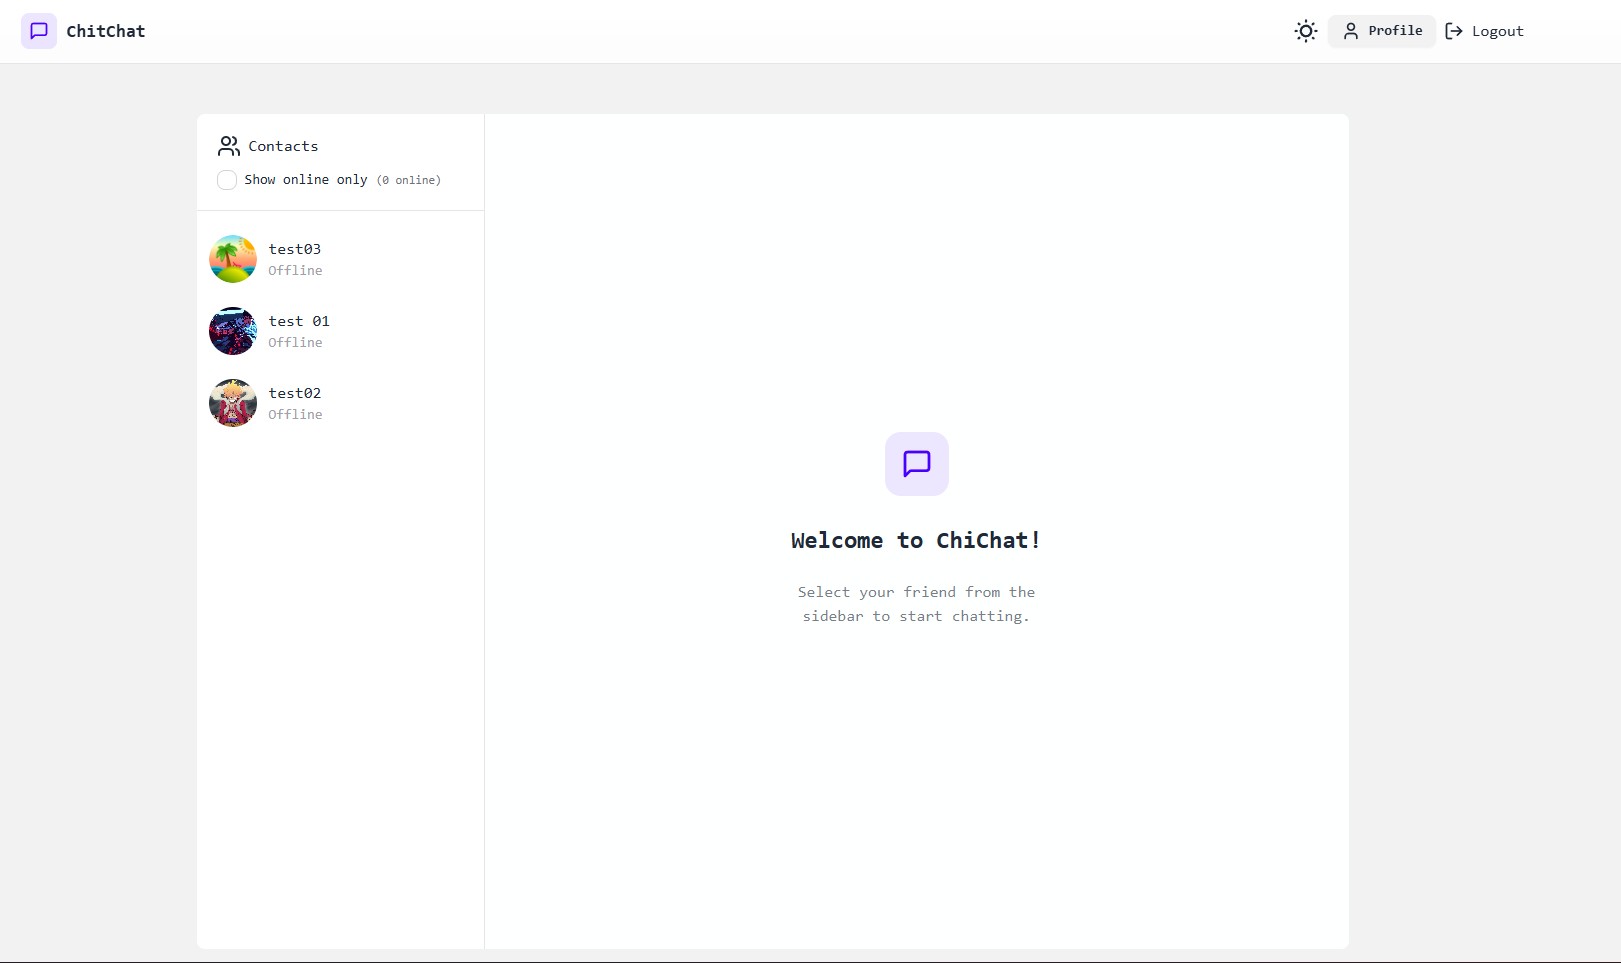 ChitChat
Profile
Logout
Contacts
Show online only (0 online)
test03
Offline
test 01
Offline
test02
Offline
Welcome to ChiChat!
Select your friend from the
sidebar to start chatting.